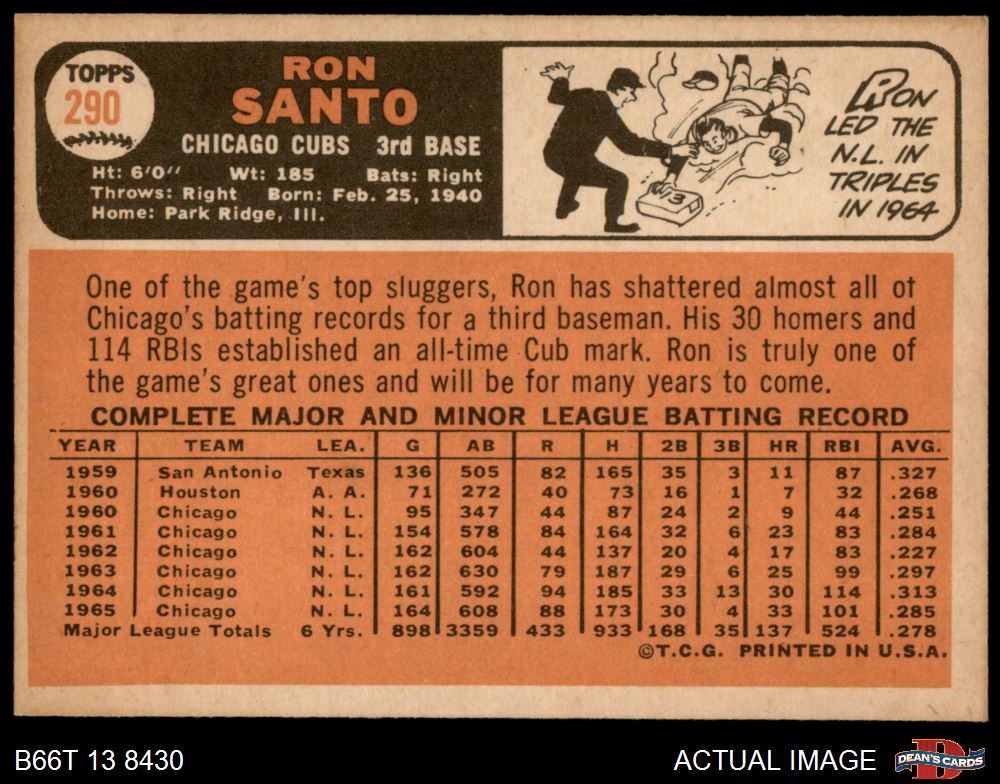 TOPPS
290
RON
SANTO
CHICAGO CUBS 3rd BASE
Ht: 6'0" Wt: 185 Bats: Right
Throws: Right Born: Feb. 25, 1940
Home: Park Ridge, Ill.
13
RON
LED THE
N.L. IN
TRIPLES
IN 1964
One of the game's top sluggers, Ron has shattered almost all of
Chicago's batting records for a third baseman. His 30 homers and
114 RBIs established an all-time Cub mark. Ron is truly one of
the game's great ones and will be for many years to come.
COMPLETE MAJOR AND MINOR LEAGUE BATTING RECORD
YEAR TEAM LEA. G AB R H 2B 3B HR RBI AVG.
1959 San Antonio Texas 136 505 82 165 35 3 11 87 .327
1960 Houston A. A. 71 272 40 73 16 1 7 32 .268
1960 Chicago N. L. 95 347 44 87 24 2 9 44 .251
1961 Chicago N. L. 154 578 84 164 32 6 23 83 .284
1962 Chicago N. L. 162 604 44 137 20 4 17 83 .227
1963 Chicago N. L. 162 630 79 187 29 6 25 99 .297
1964 Chicago N. L. 161 592 94 185 33 13 30 114 .313
1965 Chicago N. L. 164 608 88 173 30 4 33 101 .285
Major League Totals 6 Yrs. 898 3359 433 933 168 35 137 524 .278
©T.C.G. PRINTED IN U.S.A.
B66T 13 8430
ACTUAL IMAGE
D
DEAN'S CARDS